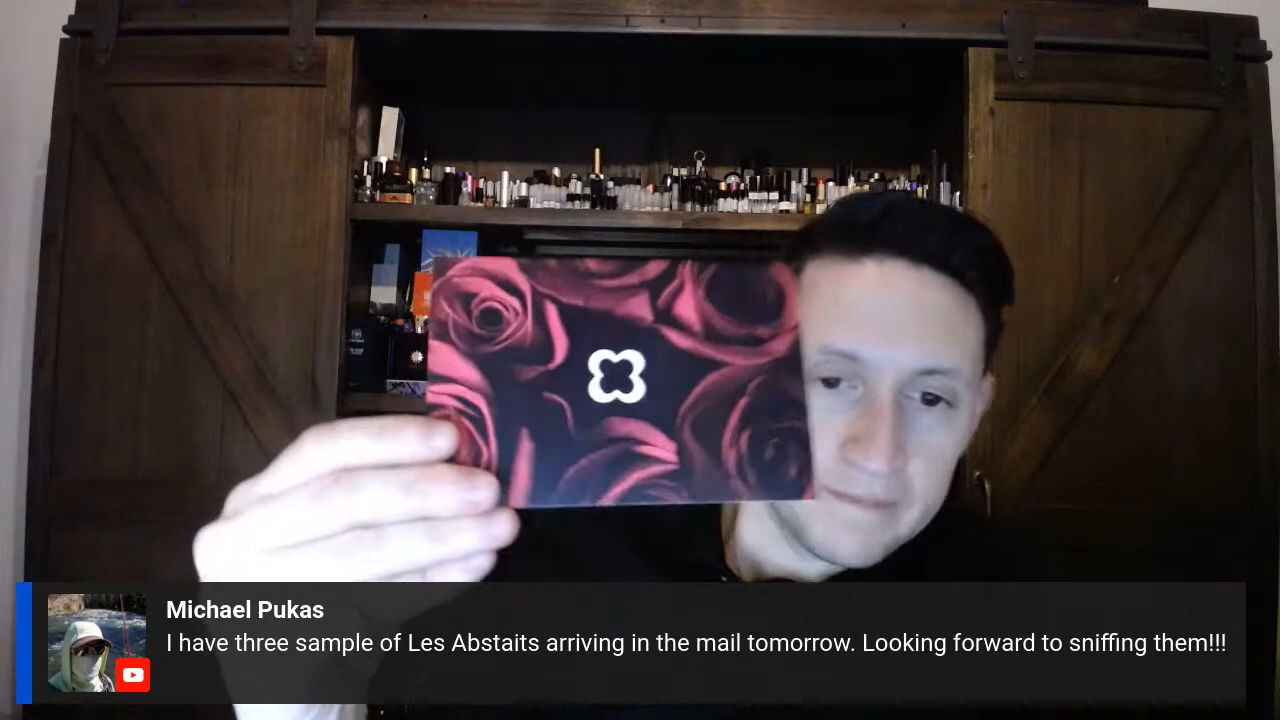 Michael Pukas
I have three sample of Les Abstaits arriving in the mail tomorrow. Looking forward to sniffing them!!!